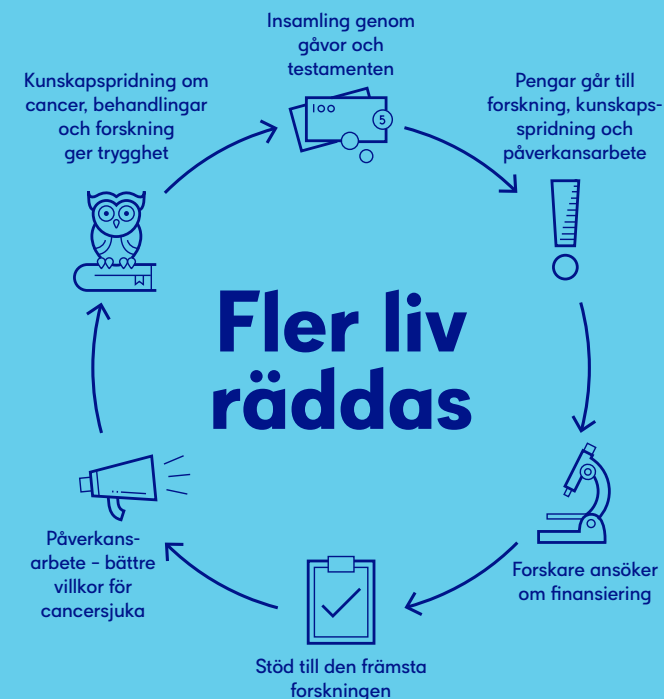 Insamling genom
gåvor och
testamenten
100
5
Pengar går till
forskning, kunskaps-
spridning och
påverkansarbete
Forskare ansöker
om finansiering
Stöd till den främsta
forskningen
Påverkans-
arbete - bättre
villkor för
cancersjuka
Kunskapspridning om
cancer, behandlingar
och forskning
ger trygghet
Fler liv
räddas